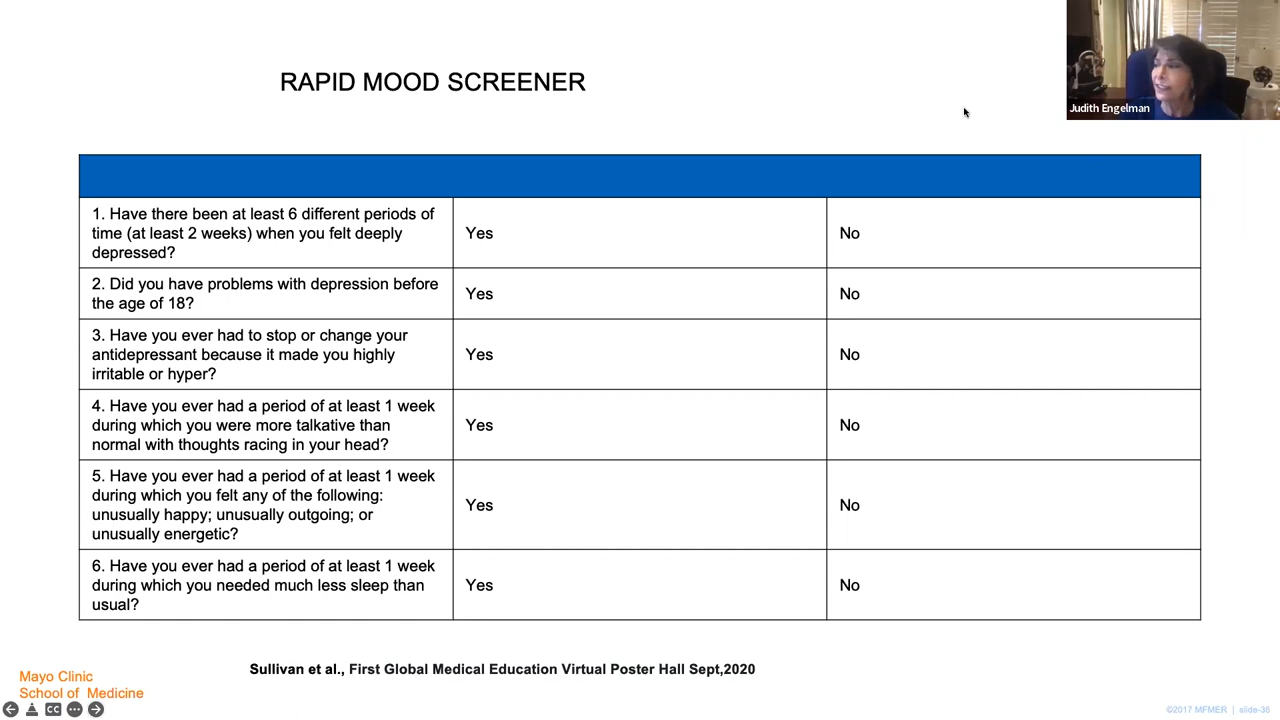 RAPID MOOD SCREENER
Judith Engelman
1. Have there been at least 6 different periods of
time (at least 2 weeks) when you felt deeply
depressed?
Yes
No
2. Did you have problems with depression before
the age of 18?
Yes
No
3. Have you ever had to stop or change your
antidepressant because it made you highly
irritable or hyper?
Yes
No
4. Have you ever had a period of at least 1 week
during which you were more talkative than
normal with thoughts racing in your head?
Yes
No
5. Have you ever had a period of at least 1 week
during which you felt any of the following:
unusually happy; unusually outgoing; or
unusually energetic?
Yes
No
6. Have you ever had a period of at least 1 week
during which you needed much less sleep than
usual?
Yes
No
Sullivan et al., First Global Medical Education Virtual Poster Hall Sept,2020
Mayo Clinic
School of Medicine
CC
©2017 MFMER | slide-36